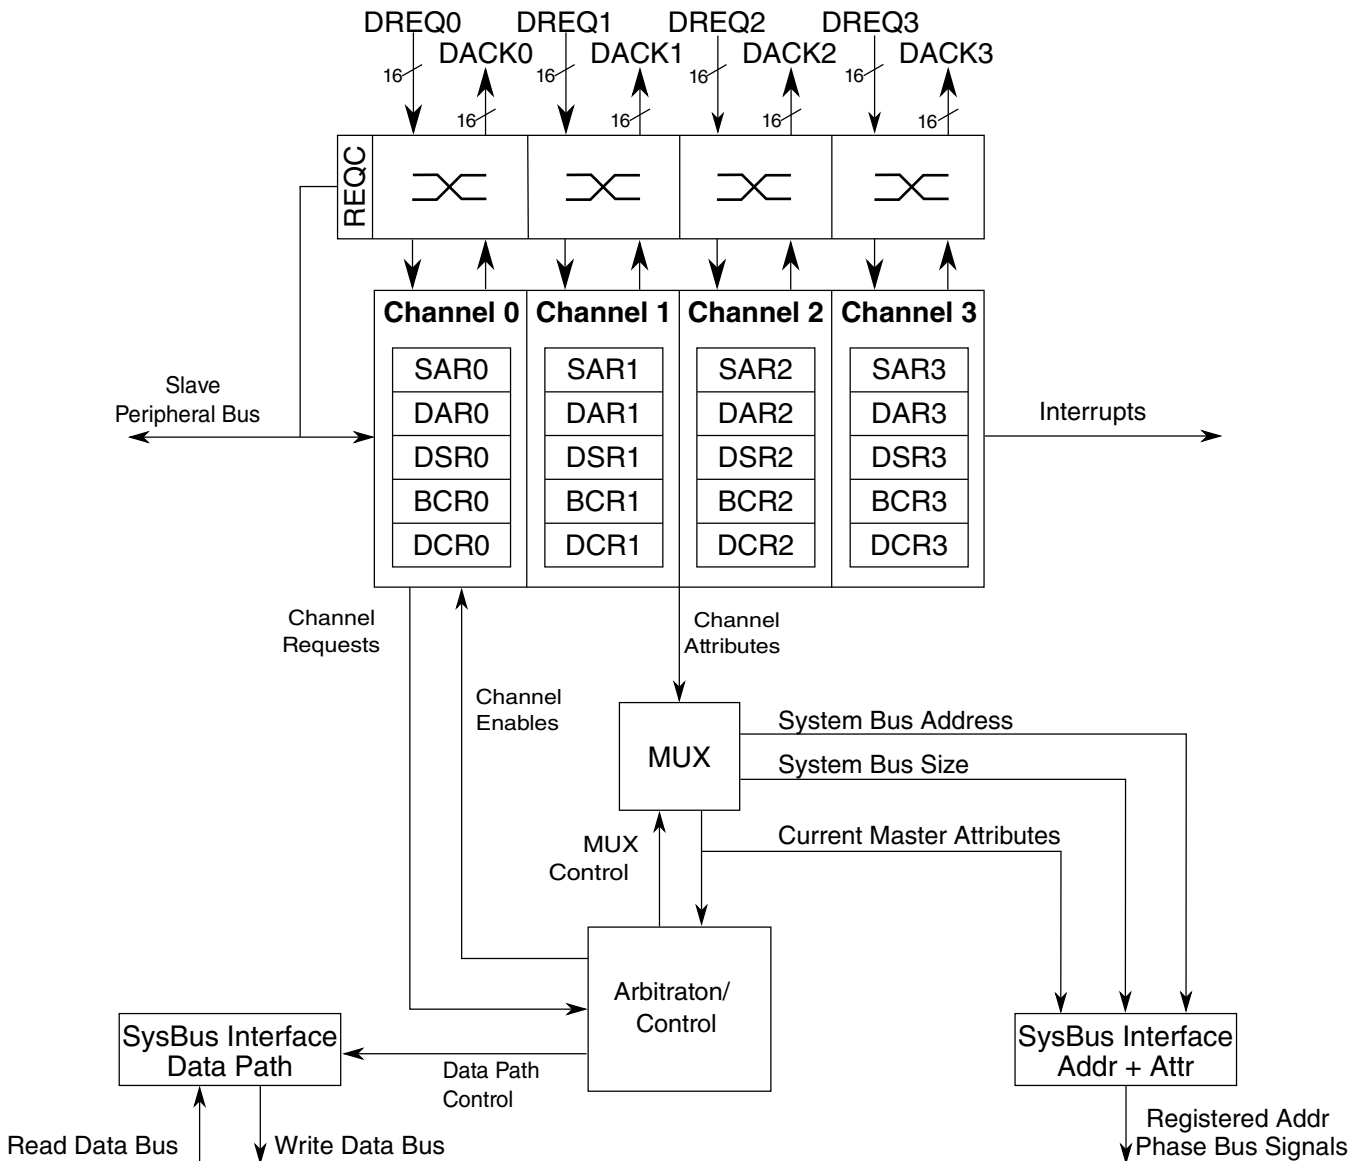 DREQ0 DREQ1 DREQ2 DREQ3
DACK0 DACK1 DACK2 DACK3
16 16 16 16
16 16 16 16
REQC
Channel 0 Channel 1 Channel 2 Channel 3
SAR0 SAR1 SAR2 SAR3
DAR0 DAR1 DAR2 DAR3
DSR0 DSR1 DSR2 DSR3
BCR0 BCR1 BCR2 BCR3
DCR0 DCR1 DCR2 DCR3
Slave
Peripheral Bus
Interrupts
Channel
Requests
Channel
Attributes
Channel
Enables
MUX
System Bus Address
System Bus Size
Current Master Attributes
MUX
Control
Arbitraton/
Control
SysBus Interface
Data Path
Data Path
Control
SysBus Interface
Addr + Attr
Read Data Bus
Write Data Bus
Registered Addr
Phase Bus Signals